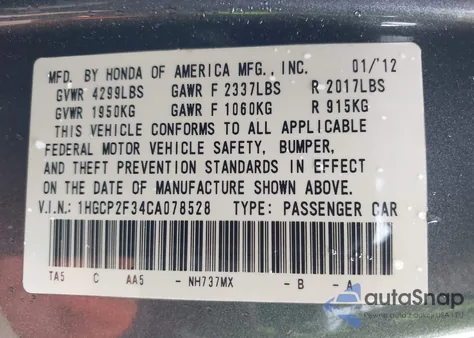 MFD. BY HONDA OF AMERICA MFG., INC. 01/'12
GVWR 4299LBS GAWR F 2337LBS R 2017LBS
GVWR 1950KG GAWR F 1060KG R 915KG
THIS VEHICLE CONFORMS TO ALL APPLICABLE
FEDERAL MOTOR VEHICLE SAFETY, BUMPER,
AND THEFT PREVENTION STANDARDS IN EFFECT
ON THE DATE OF MANUFACTURE SHOWN ABOVE.
V.I.N.: 1HGCP2F34CA078528 TYPE: PASSENGER CAR
TA5 C AA5 - NH737MX - B - A
autoSnap